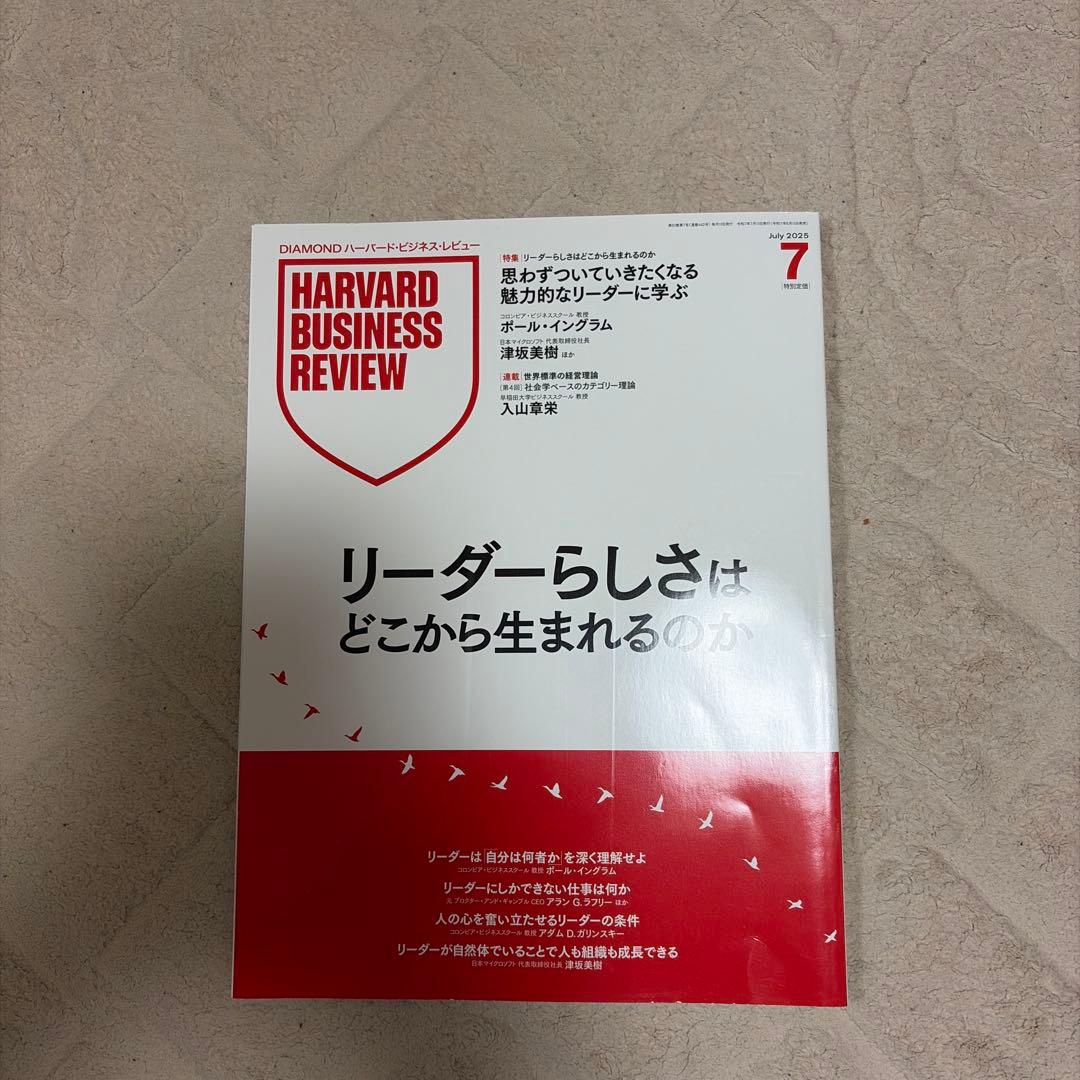 DIAMOND ハーバード・ビジネス・レビュー
HARVARD
BUSINESS
REVIEW
July 2025
7
特別定価
[特集] リーダーらしさはどこから生まれるのか
思わずついていきたくなる
魅力的なリーダーに学ぶ
コロンビア・ビジネススクール 教授
ポール・イングラム
日本マイクロソフト 代表取締役社長
津坂美樹 ほか
[連載] 世界標準の経営理論
[第4回] 社会学ベースのカテゴリー理論
早稲田大学ビジネススクール 教授
入山章栄
リーダーらしさは
どこから生まれるのか
リーダーは「自分は何者か」を深く理解せよ
コロンビア・ビジネススクール 教授 ポール・イングラム
リーダーにしかできない仕事は何か
元 プロクター・アンド・ギャンブル CEO アラン G. ラフリー ほか
人の心を奮い立たせるリーダーの条件
コロンビア・ビジネススクール 教授 アダム D. ガリンスキー
リーダーが自然体でいることで人も組織も成長できる
日本マイクロソフト 代表取締役社長 津坂美樹